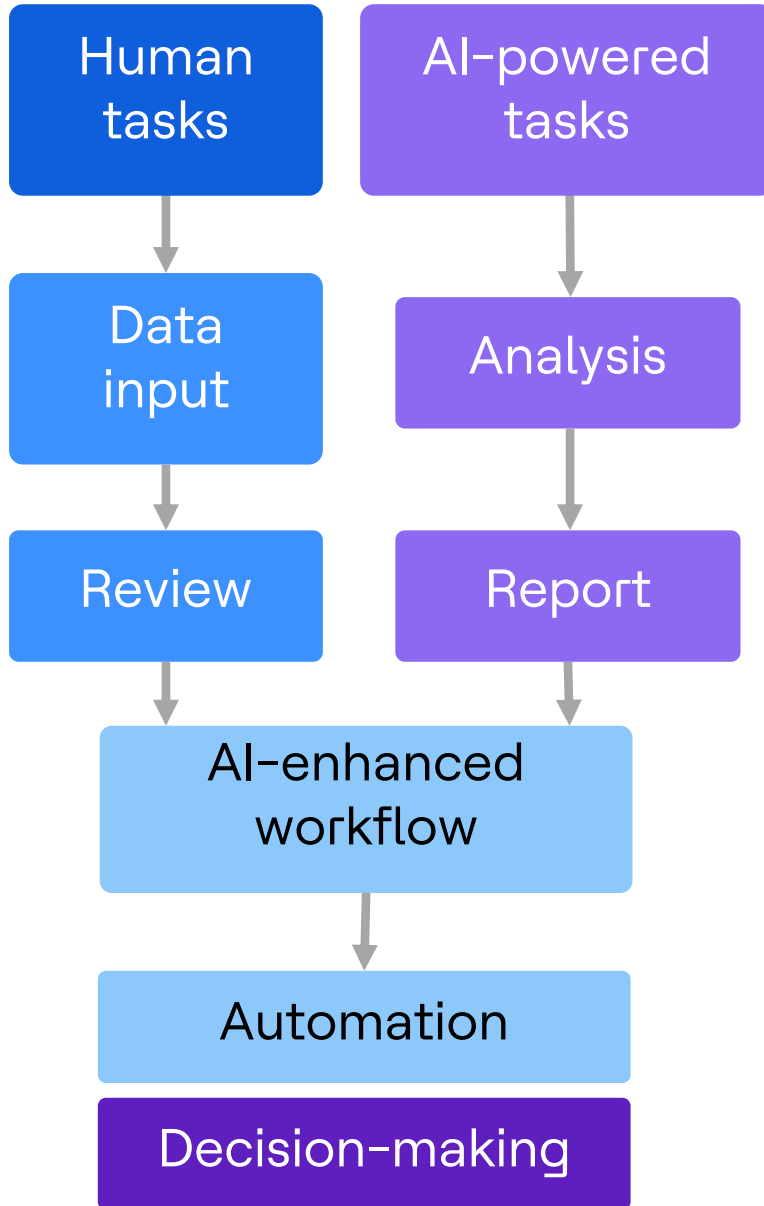 Human
tasks
AI-powered
tasks
Data
input
Analysis
Review
Report
AI-enhanced
workflow
Automation
Decision-making